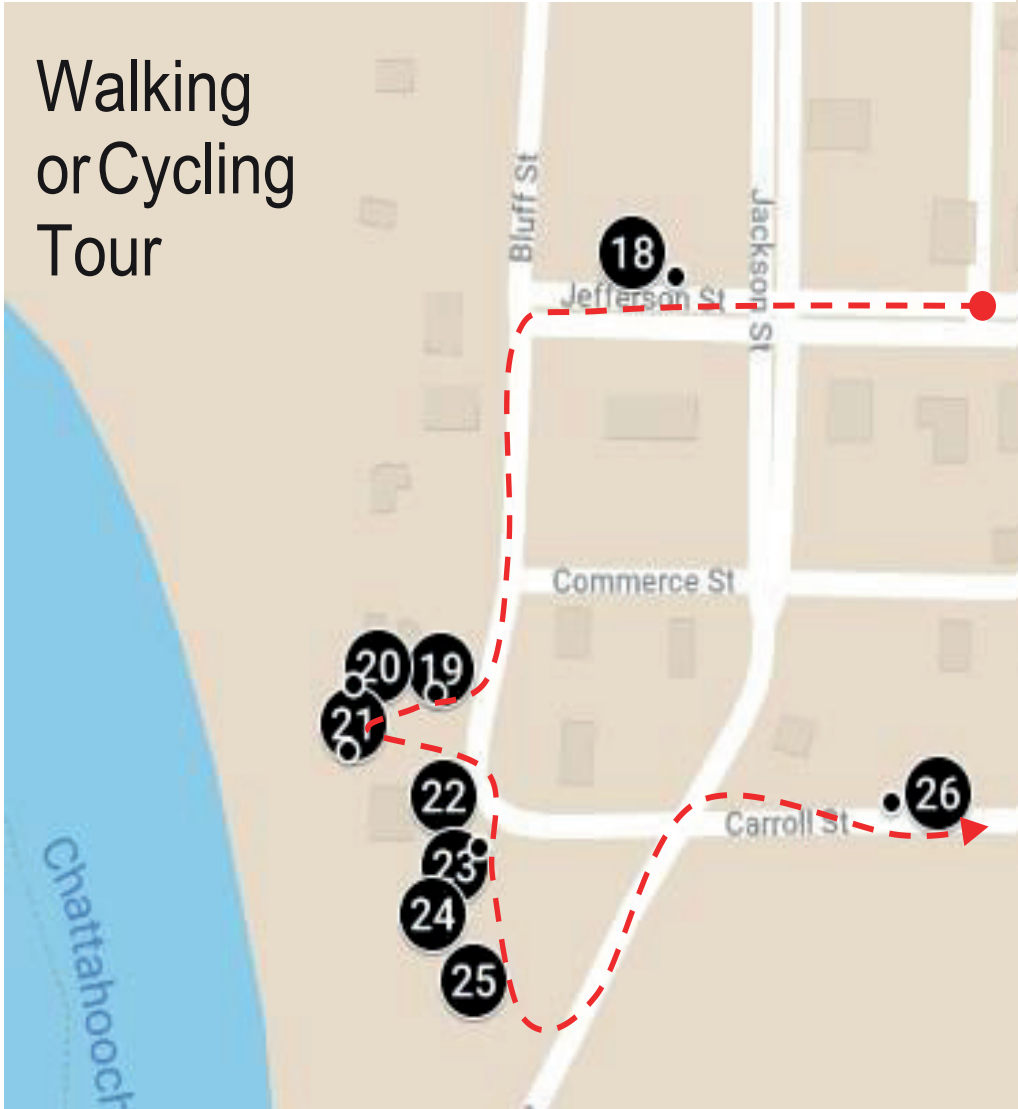 Walking
or Cycling
Tour
Bluff St
Jackson St
18
Jefferson St
Commerce St
20
19
21
22
26
Carroll St
23
24
25
Chattahooch